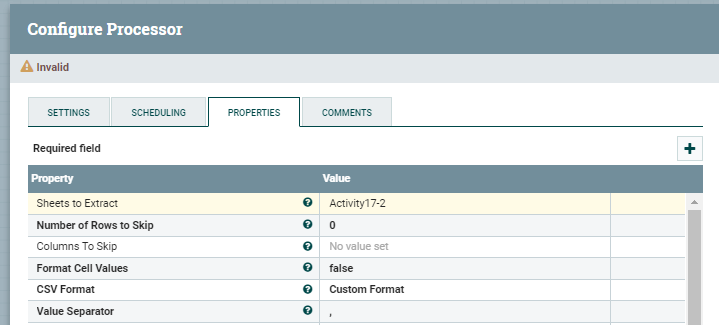 Configure Processor
Invalid
SETTINGS SCHEDULING PROPERTIES COMMENTS
Required field
Property Value
Sheets to Extract Activity17-2
Number of Rows to Skip 0
Columns To Skip No value set
Format Cell Values false
CSV Format Custom Format
Value Separator ,